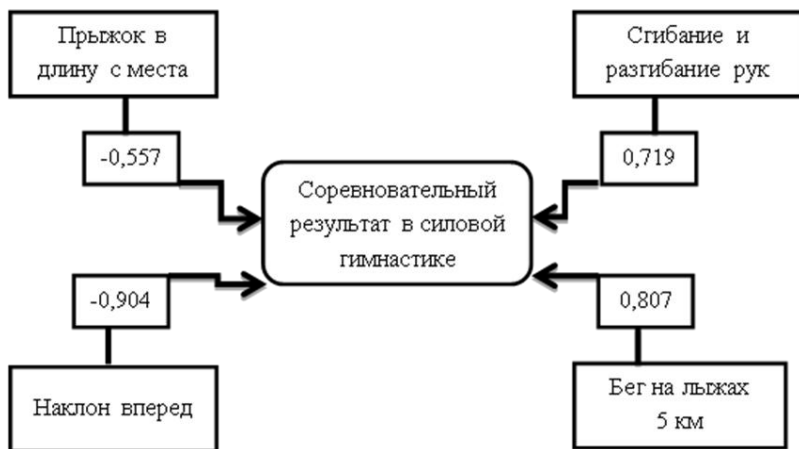 Прыжок в
длину с места
Сгибание и
разгибание рук
-0,557
0,719
Соревновательный
результат в силовой
гимнастике
-0,904
0,807
Наклон вперед
Бег на лыжах
5 км